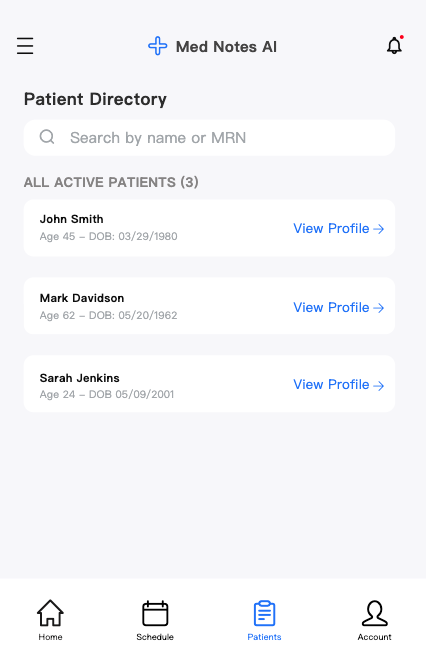 Med Notes AI
Patient Directory
Search by name or MRN
ALL ACTIVE PATIENTS (3)
John Smith
Age 45 – DOB: 03/29/1980
View Profile
Mark Davidson
Age 62 – DOB: 05/20/1962
View Profile
Sarah Jenkins
Age 24 – DOB 05/09/2001
View Profile
Home
Schedule
Patients
Account